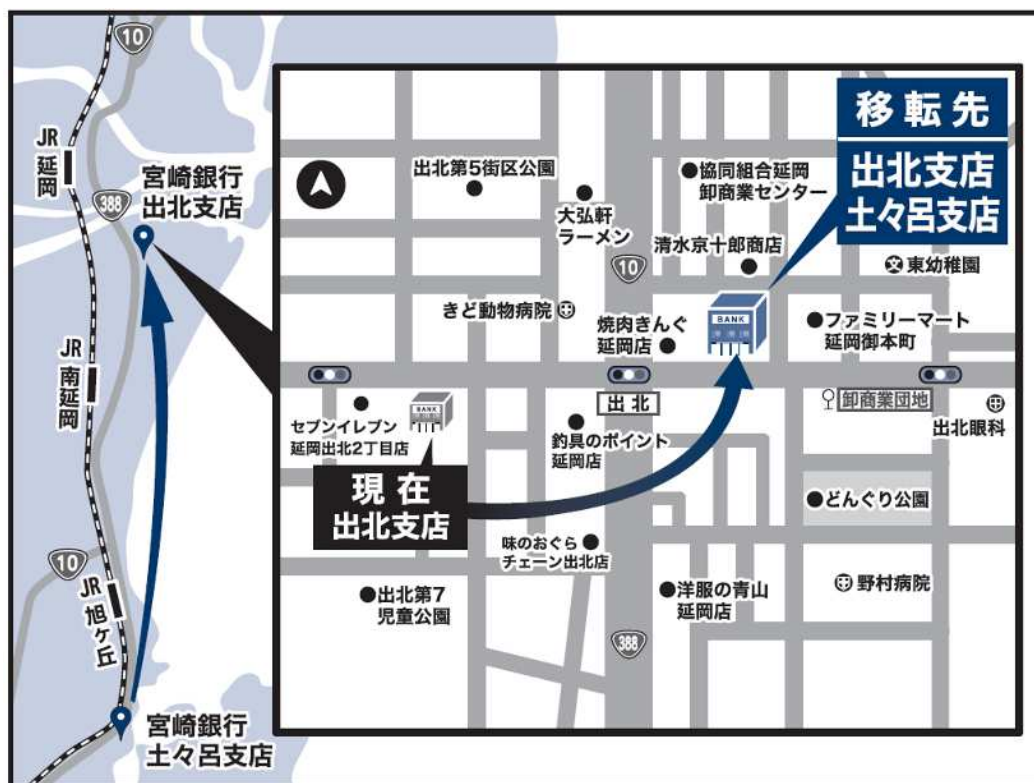 10
JR
延岡
388
宮崎銀行
出北支店
JR
南延岡
10
JR
旭ヶ丘
宮崎銀行
土々呂支店
移転先
出北支店
土々呂支店
出北第5街区公園
大弘軒
ラーメン
協同組合延岡
卸商業センター
清水京十郎商店
10
東幼稚園
きど動物病院
焼肉きんぐ
延岡店
BANK
ファミリーマート
延岡御本町
セブンイレブン
延岡出北2丁目店
BANK
出北
卸商業団地
出北眼科
釣具のポイント
延岡店
現在
出北支店
どんぐり公園
味のおぐら
チェーン出北店
出北第7
児童公園
洋服の青山
延岡店
野村病院
388